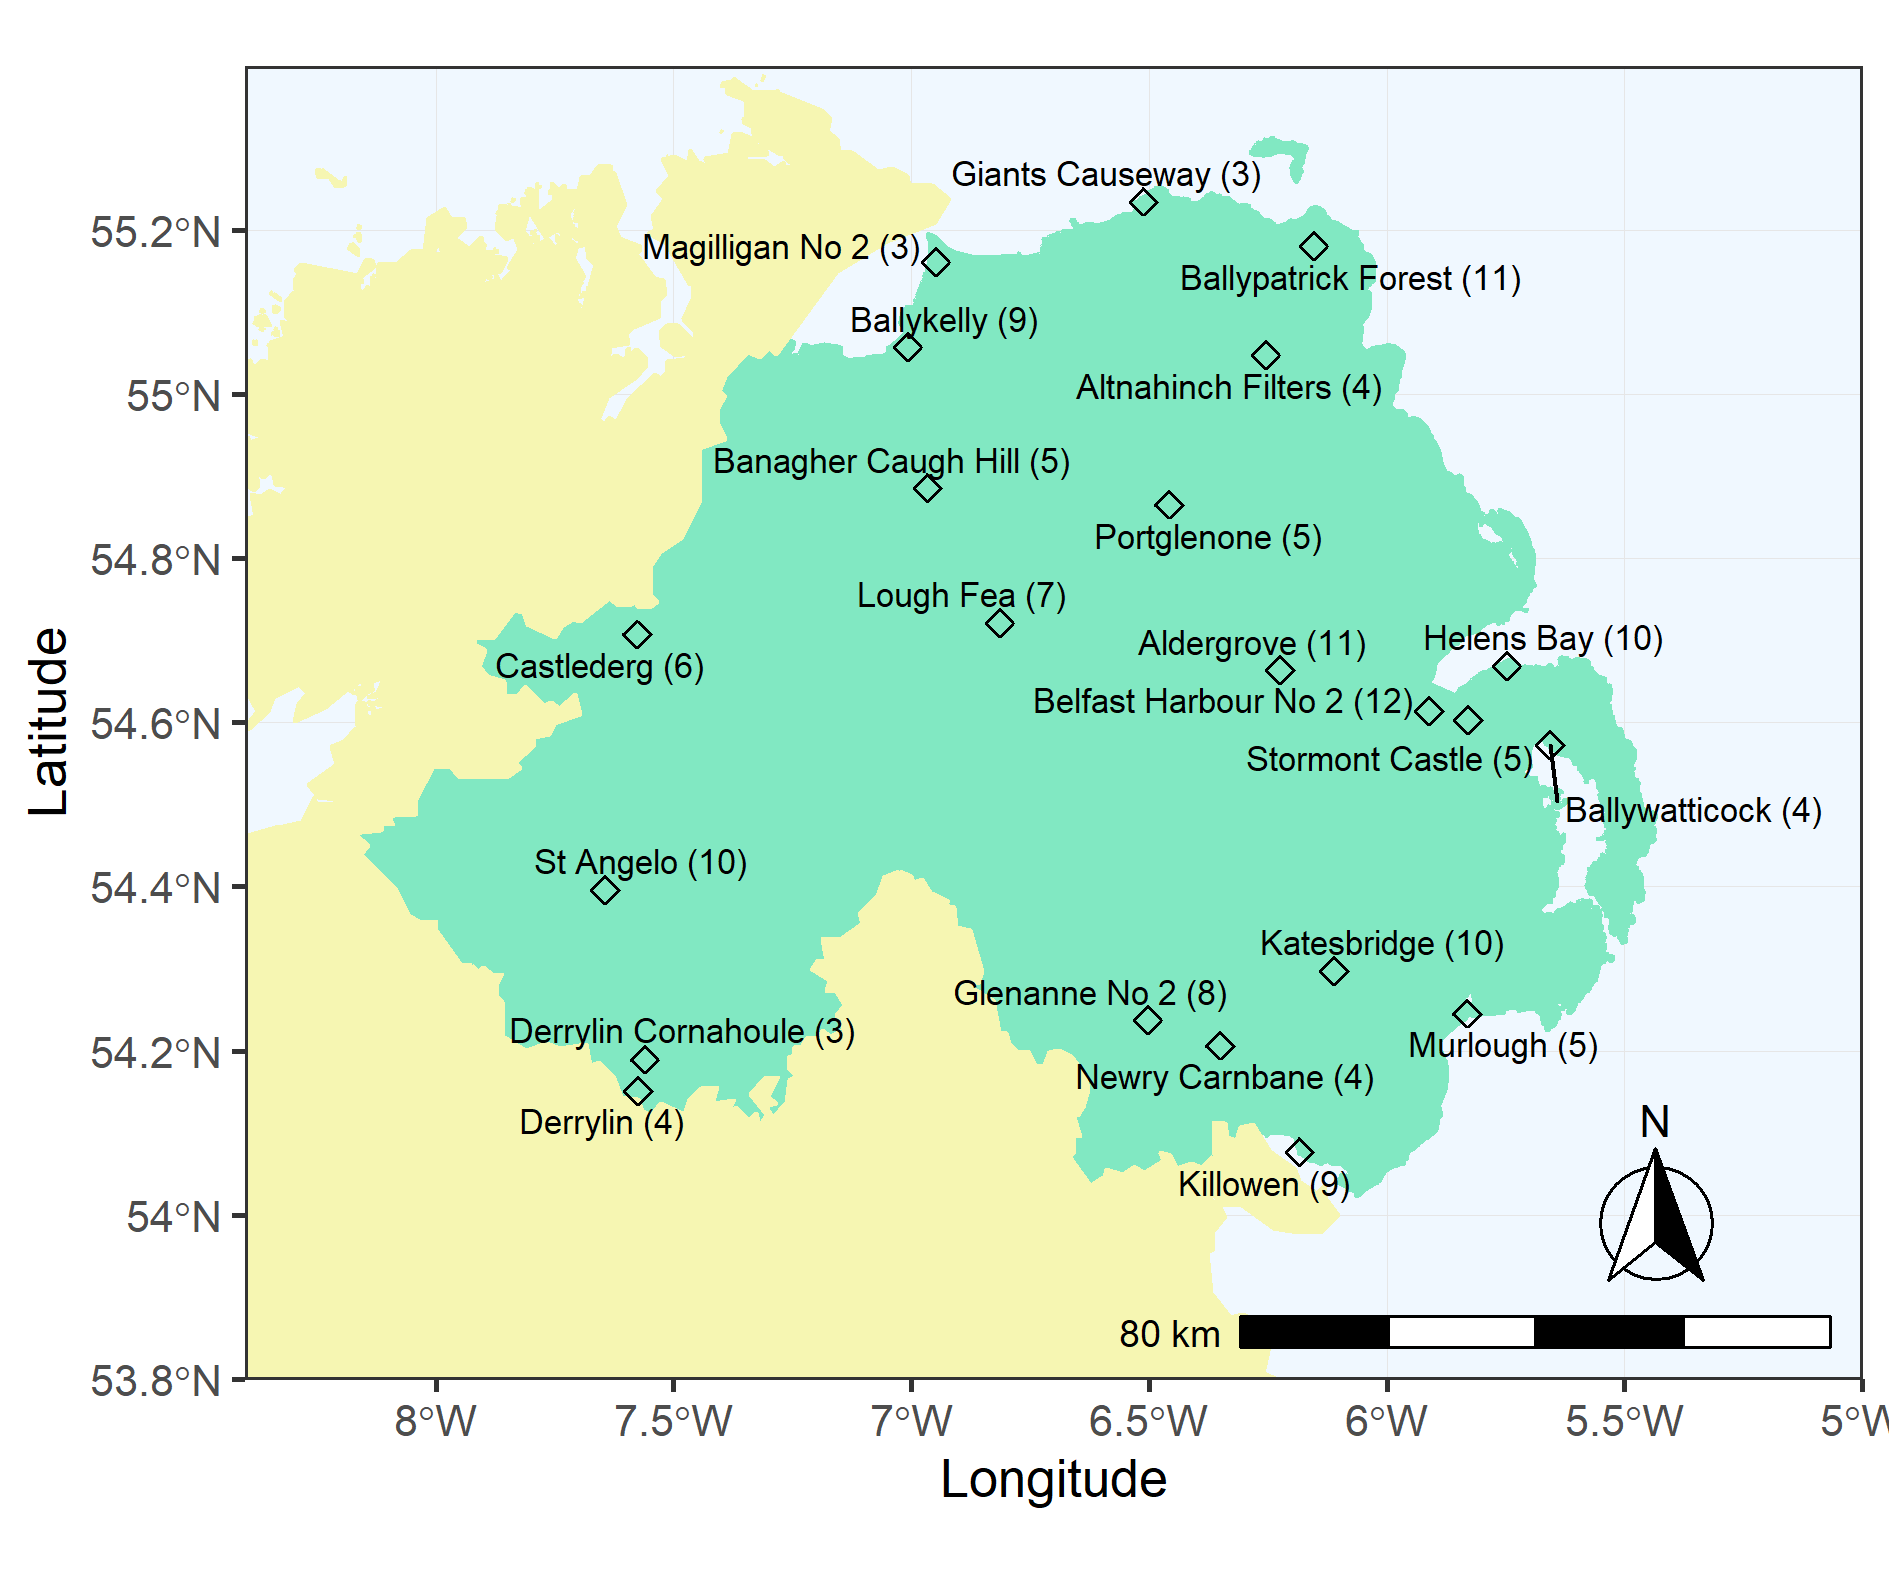 Giants Causeway (3)
55.2°N
Magilligan No 2 (3)
Ballypatrick Forest (11)
Ballykelly (9)
Altnahinch Filters (4)
55°N
Banagher Caugh Hill (5)
Portglenone (5)
54.8°N
Lough Fea (7)
Aldergrove (11)
Helens Bay (10)
Castlederg (6)
Belfast Harbour No 2 (12)
54.6°N
Stormont Castle (5)
Ballywatticock (4)
Latitude
St Angelo (10)
54.4°N
Katesbridge (10)
Glenanne No 2 (8)
Derrylin Cornahoule (3)
Murlough (5)
54.2°N
Newry Carnbane (4)
Derrylin (4)
N
Killowen (9)
54°N
80 km
53.8°N
8°W
7.5°W
7°W
6.5°W
6°W
5.5°W
5°W
Longitude